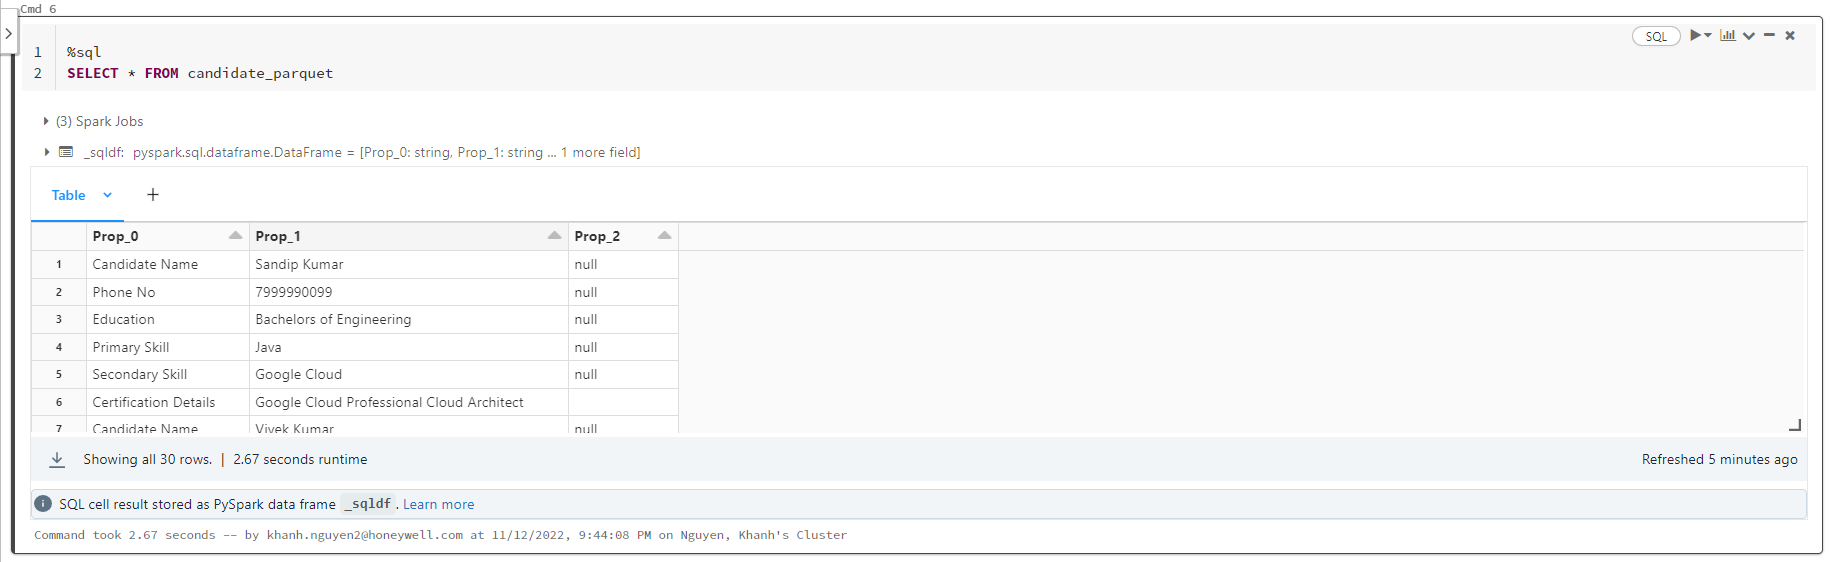 Cmd 6
SQL
1 %sql
2 SELECT * FROM candidate_parquet
(3) Spark Jobs
_sqldf: pyspark.sql.dataframe.DataFrame = [Prop_0: string, Prop_1: string ... 1 more field]
Table +
Prop_0 Prop_1 Prop_2
1 Candidate Name Sandip Kumar null
2 Phone No 7999990099 null
3 Education Bachelors of Engineering null
4 Primary Skill Java null
5 Secondary Skill Google Cloud null
6 Certification Details Google Cloud Professional Cloud Architect
7 Candidate Name Vivek Kumar null
Showing all 30 rows. | 2.67 seconds runtime Refreshed 5 minutes ago
SQL cell result stored as PySpark data frame _sqldf. Learn more
Command took 2.67 seconds -- by khanh.nguyen2@honeywell.com at 11/12/2022, 9:44:08 PM on Nguyen, Khanh's Cluster